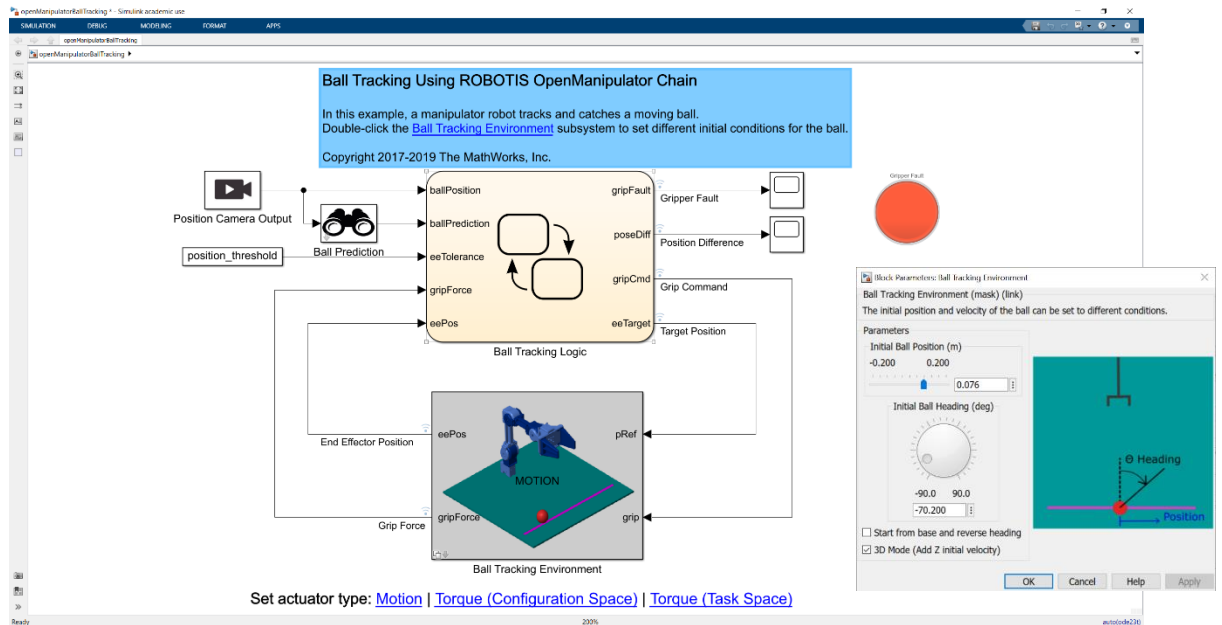 openManipulatorBallTracking * - Simulink academic use
SIMULATION DEBUG MODELING FORMAT APPS
openManipulatorBallTracking
openManipulatorBallTracking
Ball Tracking Using ROBOTIS OpenManipulator Chain
In this example, a manipulator robot tracks and catches a moving ball.
Double-click the Ball Tracking Environment subsystem to set different initial conditions for the ball.
Copyright 2017-2019 The MathWorks, Inc.
Position Camera Output
Ball Prediction
position_threshold
ballPosition
ballPrediction
eeTolerance
gripForce
eePos
gripFault
poseDiff
gripCmd
eeTarget
Ball Tracking Logic
Gripper Fault
Position Difference
Grip Command
Target Position
Gripper Fault
End Effector Position
Grip Force
eePos
gripForce
MOTION
pRef
grip
Ball Tracking Environment
Set actuator type: Motion | Torque (Configuration Space) | Torque (Task Space)
Block Parameters: Ball Tracking Environment
Ball Tracking Environment (mask) (link)
The initial position and velocity of the ball can be set to different conditions.
Parameters
Initial Ball Position (m)
-0.200 0.200
0.076
Initial Ball Heading (deg)
-90.0 90.0
-70.200
Start from base and reverse heading
3D Mode (Add Z initial velocity)
Θ Heading
Position
OK Cancel Help Apply
Ready 200% auto(ode23t)